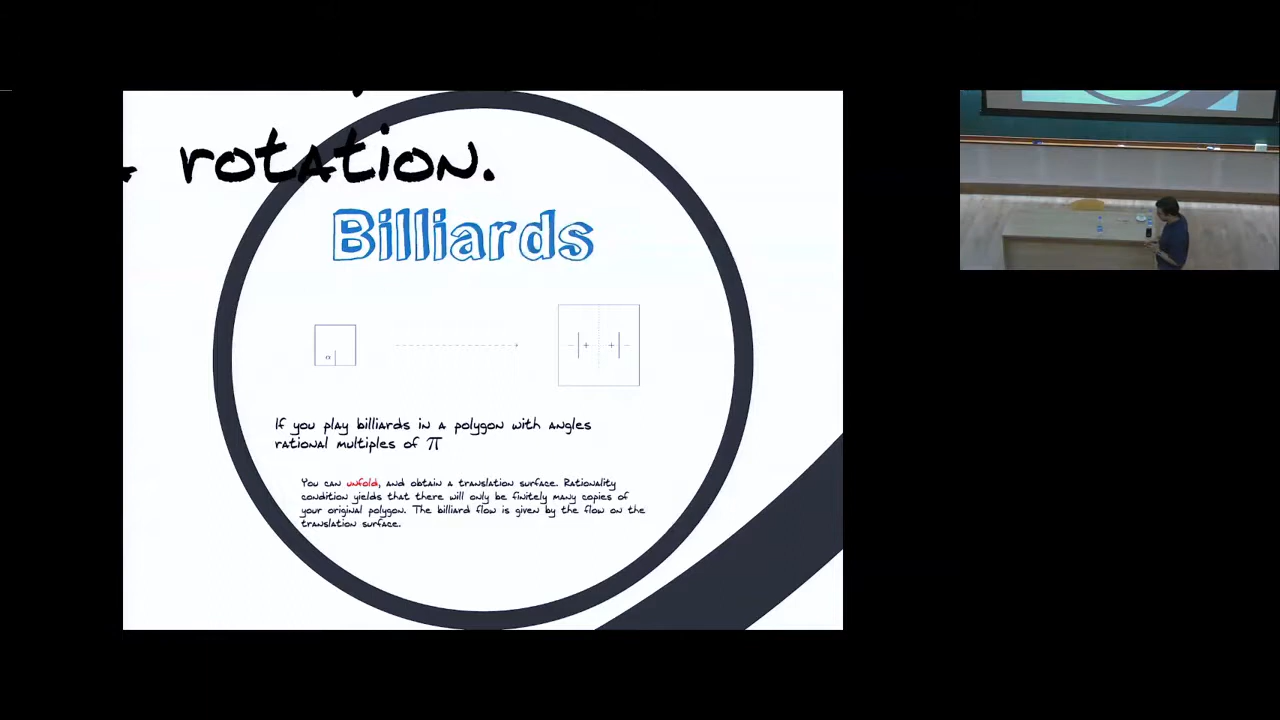 rotation.
Billiards
α
+ +
If you play billiards in a polygon with angles
rational multiples of π
You can unfold, and obtain a translation surface. Rationality
condition yields that there will only be finitely many copies of
your original polygon. The billiard flow is given by the flow on the
translation surface.